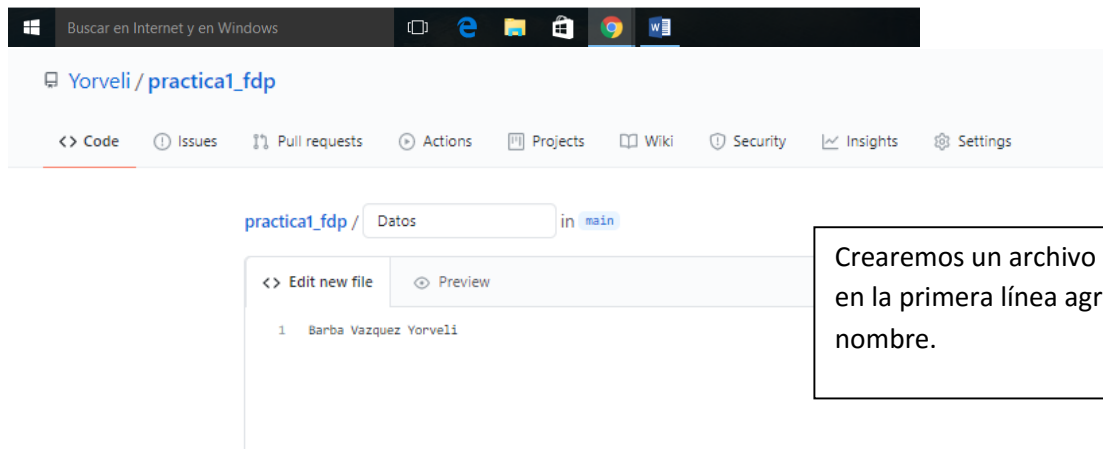 Buscar en Internet y en Windows
Yorveli / practica1_fdp
Code Issues Pull requests Actions Projects Wiki Security Insights Settings
practica1_fdp / Datos in main
Edit new file Preview
1 Barba Vazquez Yorveli
Crearemos un archivo
en la primera línea
nombre.